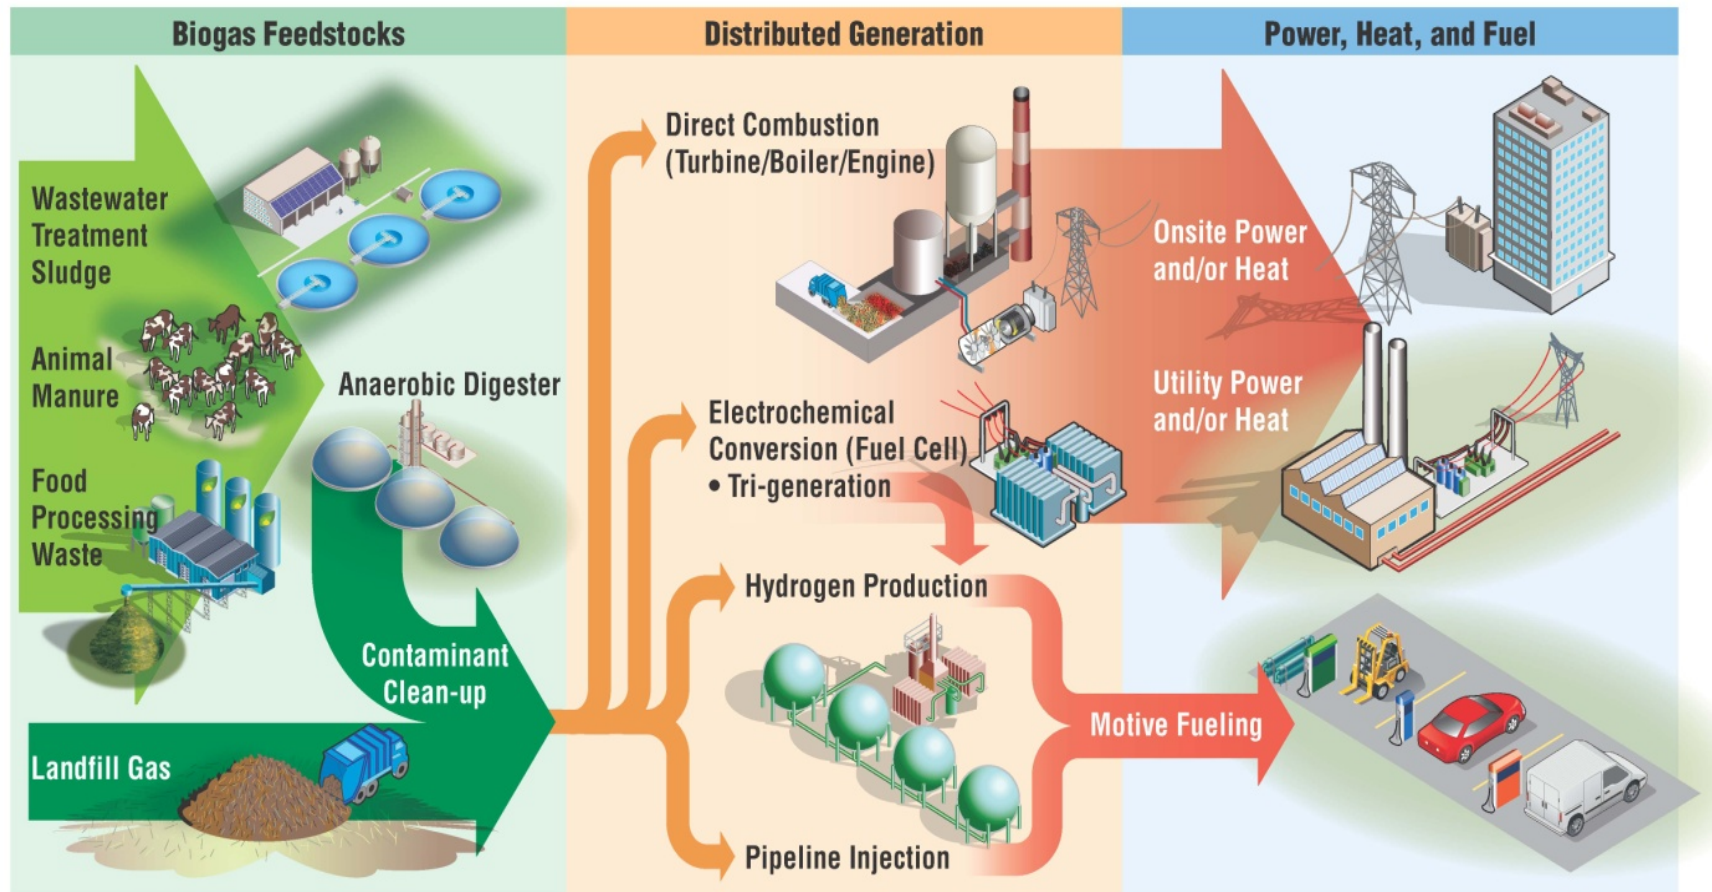 Biogas Feedstocks
Distributed Generation
Power, Heat, and Fuel
Wastewater
Treatment
Sludge
Animal
Manure
Food
Processing
Waste
Anaerobic Digester
Contaminant
Clean-up
Landfill Gas
Direct Combustion
(Turbine/Boiler/Engine)
Electrochemical
Conversion (Fuel Cell)
• Tri-generation
Hydrogen Production
Pipeline Injection
Onsite Power
and/or Heat
Utility Power
and/or Heat
Motive Fueling